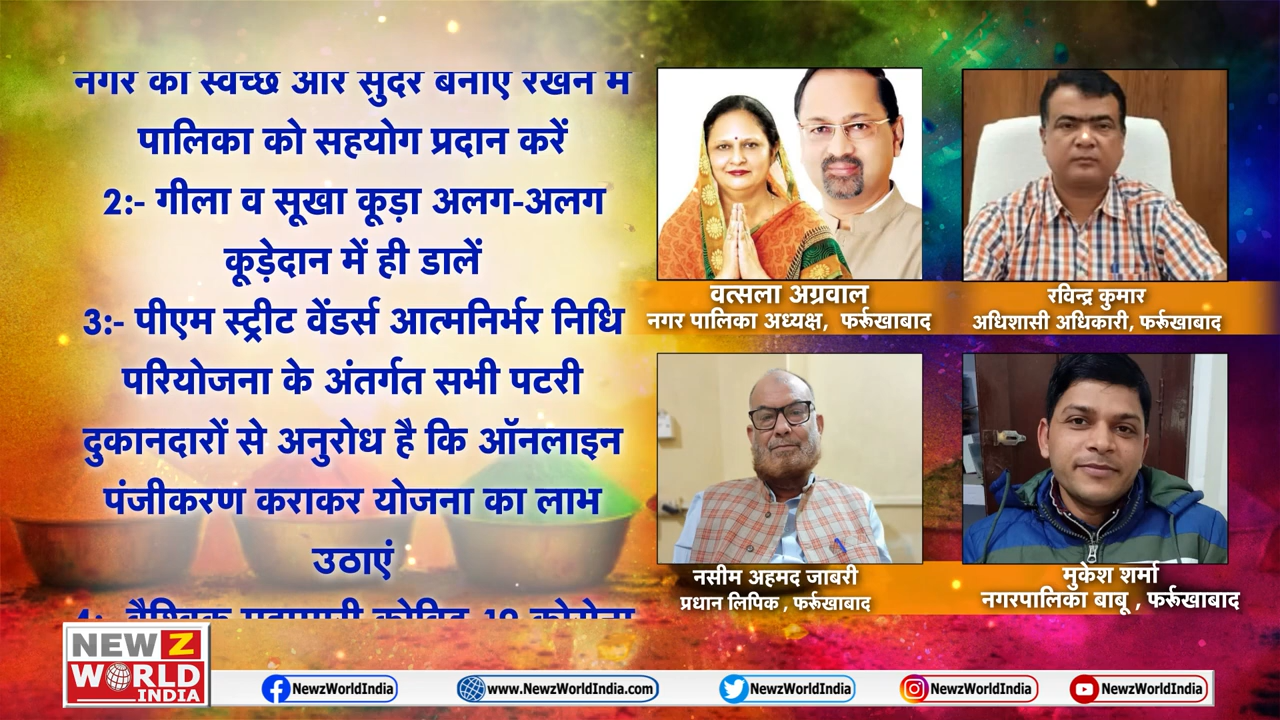 नगर को स्वच्छ और सुंदर बनाए रखने में
पालिका को सहयोग प्रदान करें
2:- गीला व सूखा कूड़ा अलग-अलग
कूड़ेदान में ही डालें
3:- पीएम स्ट्रीट वेंडर्स आत्मनिर्भर निधि
परियोजना के अंतर्गत सभी पटरी
दुकानदारों से अनुरोध है कि ऑनलाइन
पंजीकरण कराकर योजना का लाभ
उठाएं
4:- वैश्विक महामारी कोविड-19 कोरोना
वत्सला अग्रवाल
नगर पालिका अध्यक्ष, फर्रूखाबाद
रविन्द्र कुमार
अधिशासी अधिकारी, फर्रूखाबाद
नसीम अहमद जाबरी
प्रधान लिपिक , फर्रूखाबाद
मुकेश शर्मा
नगरपालिका बाबू , फर्रूखाबाद
NEWZ
WORLD
INDIA
NewzWorldIndia
www.NewzWorldIndia.com
NewzWorldIndia
NewzWorldIndia
NewzWorldIndia